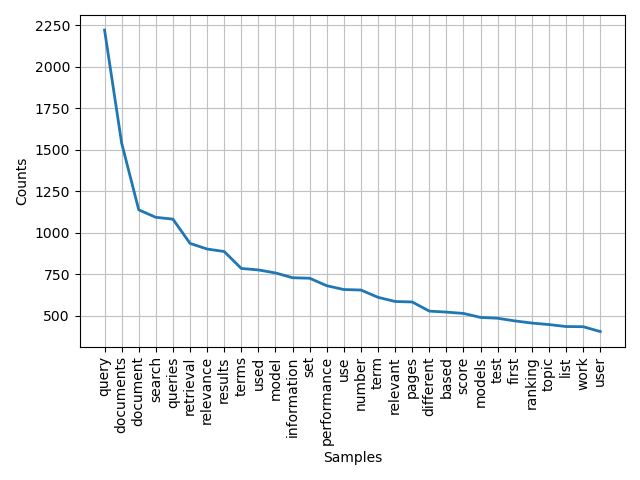 2250
2000
1750
1500
1250
1000
750
500
Counts
query
documents
document
search
queries
retrieval
relevance
results
terms
used
model
information
set
performance
use
number
term
relevant
pages
different
based
score
models
test
first
ranking
topic
list
work
user
Samples